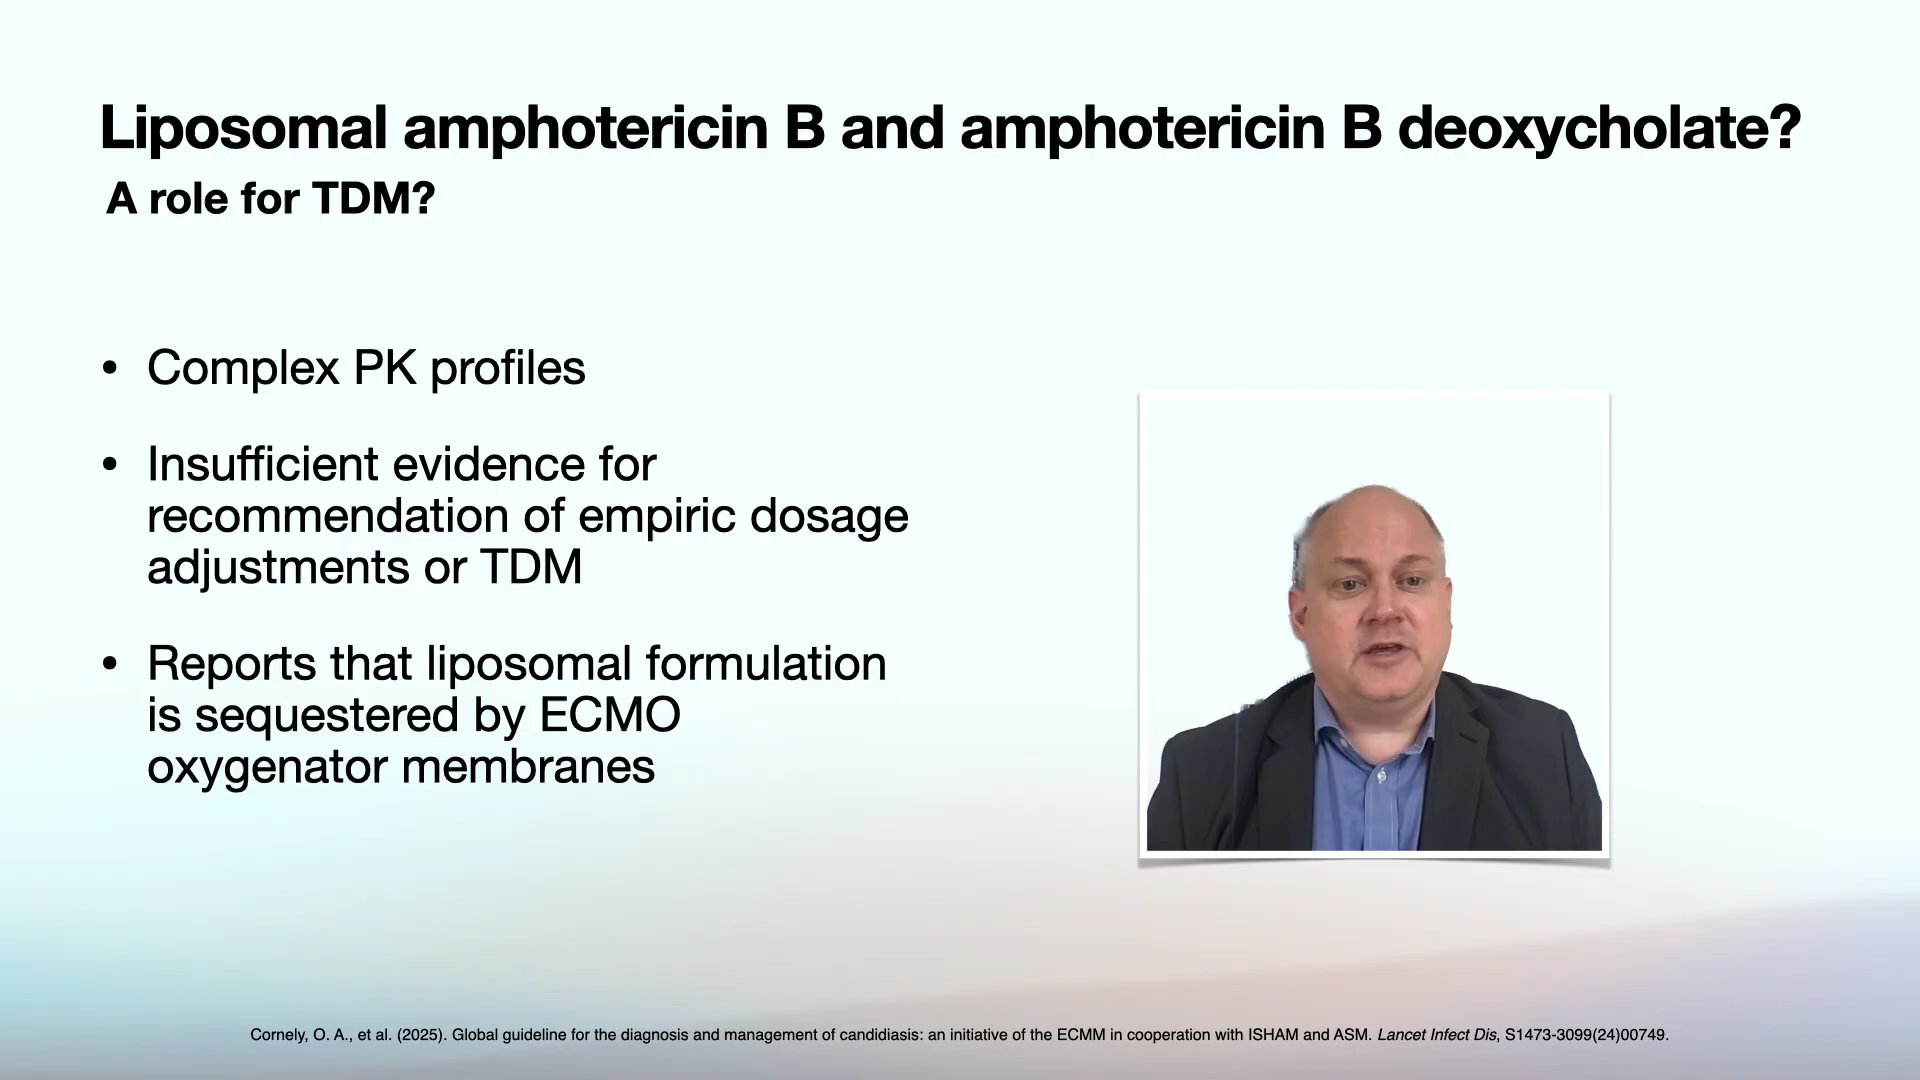 Liposomal amphotericin B and amphotericin B deoxycholate?
A role for TDM?
• Complex PK profiles
• Insufficient evidence for
recommendation of empiric dosage
adjustments or TDM
• Reports that liposomal formulation
is sequestered by ECMO
oxygenator membranes
Cornely, O. A., et al. (2025). Global guideline for the diagnosis and management of candidiasis: an initiative of the ECMM in cooperation with ISHAM and ASM. Lancet Infect Dis, S1473-3099(24)00749.